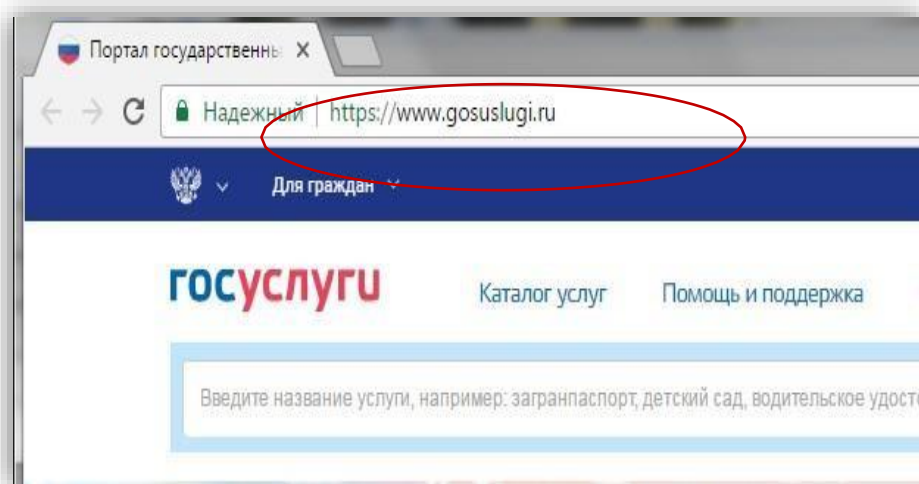 Портал государственны
Надежный | https://www.gosuslugi.ru
Для граждан
госуслуги
Каталог услуг Помощь и поддержка
Введите название услуги, например: загранпаспорт, детский сад, водительское удост